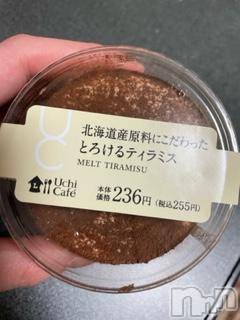 UC
北海道産原料にこだわった
とろけるティラミス
MELT TIRAMISU
Uchi
Café
本体
価格 236円 (税込255円)